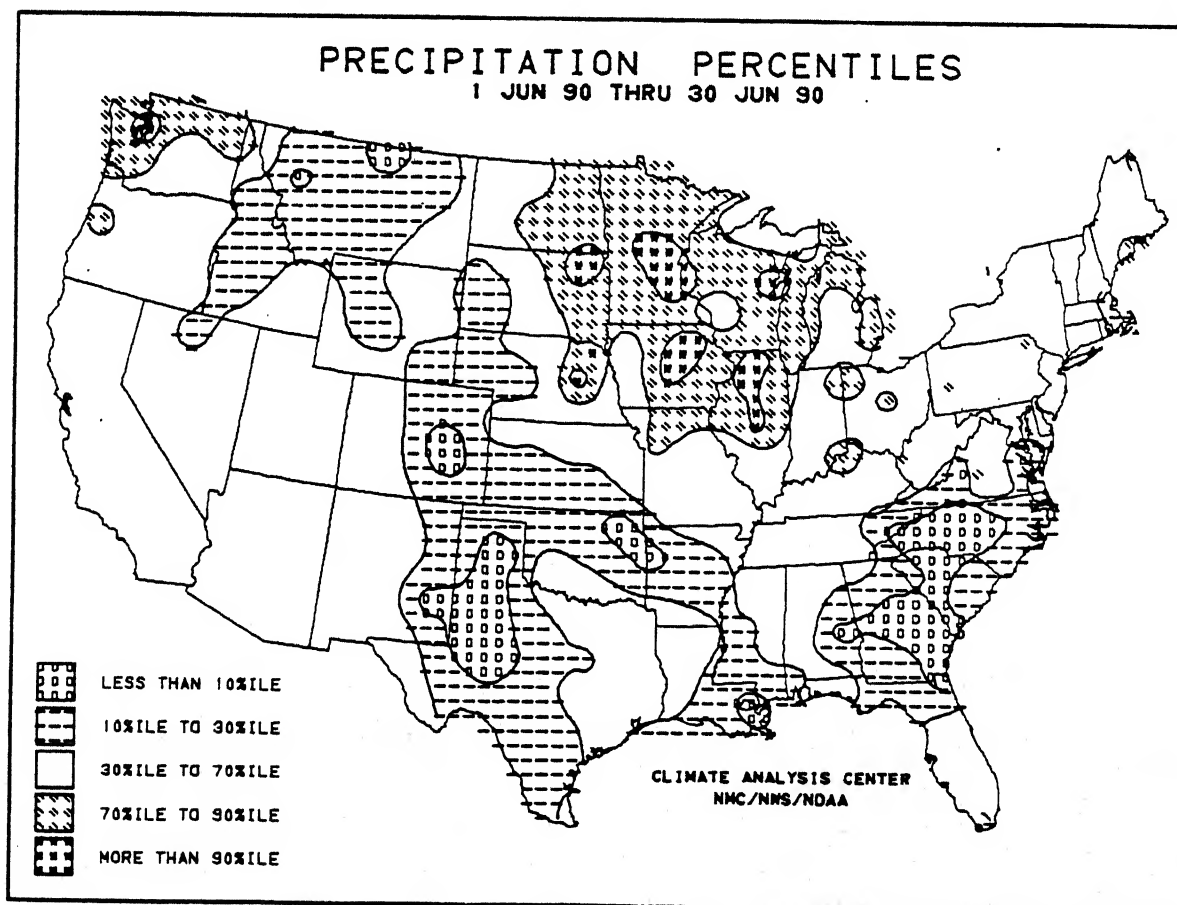 PRECIPITATION PERCENTILES
1 JUN 90 THRU 30 JUN 90
LESS THAN 10%ILE
10%ILE TO 30%ILE
30%ILE TO 70%ILE
70%ILE TO 90%ILE
MORE THAN 90%ILE
CLIMATE ANALYSIS CENTER
NMC/NWS/NOAA